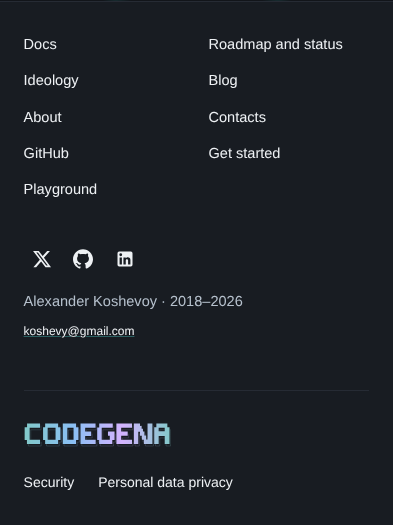 Docs
Roadmap and status
Ideology
Blog
About
Contacts
GitHub
Get started
Playground
Alexander Koshevoy · 2018–2026
koshevy@gmail.com
CODEGENA
Security
Personal data privacy